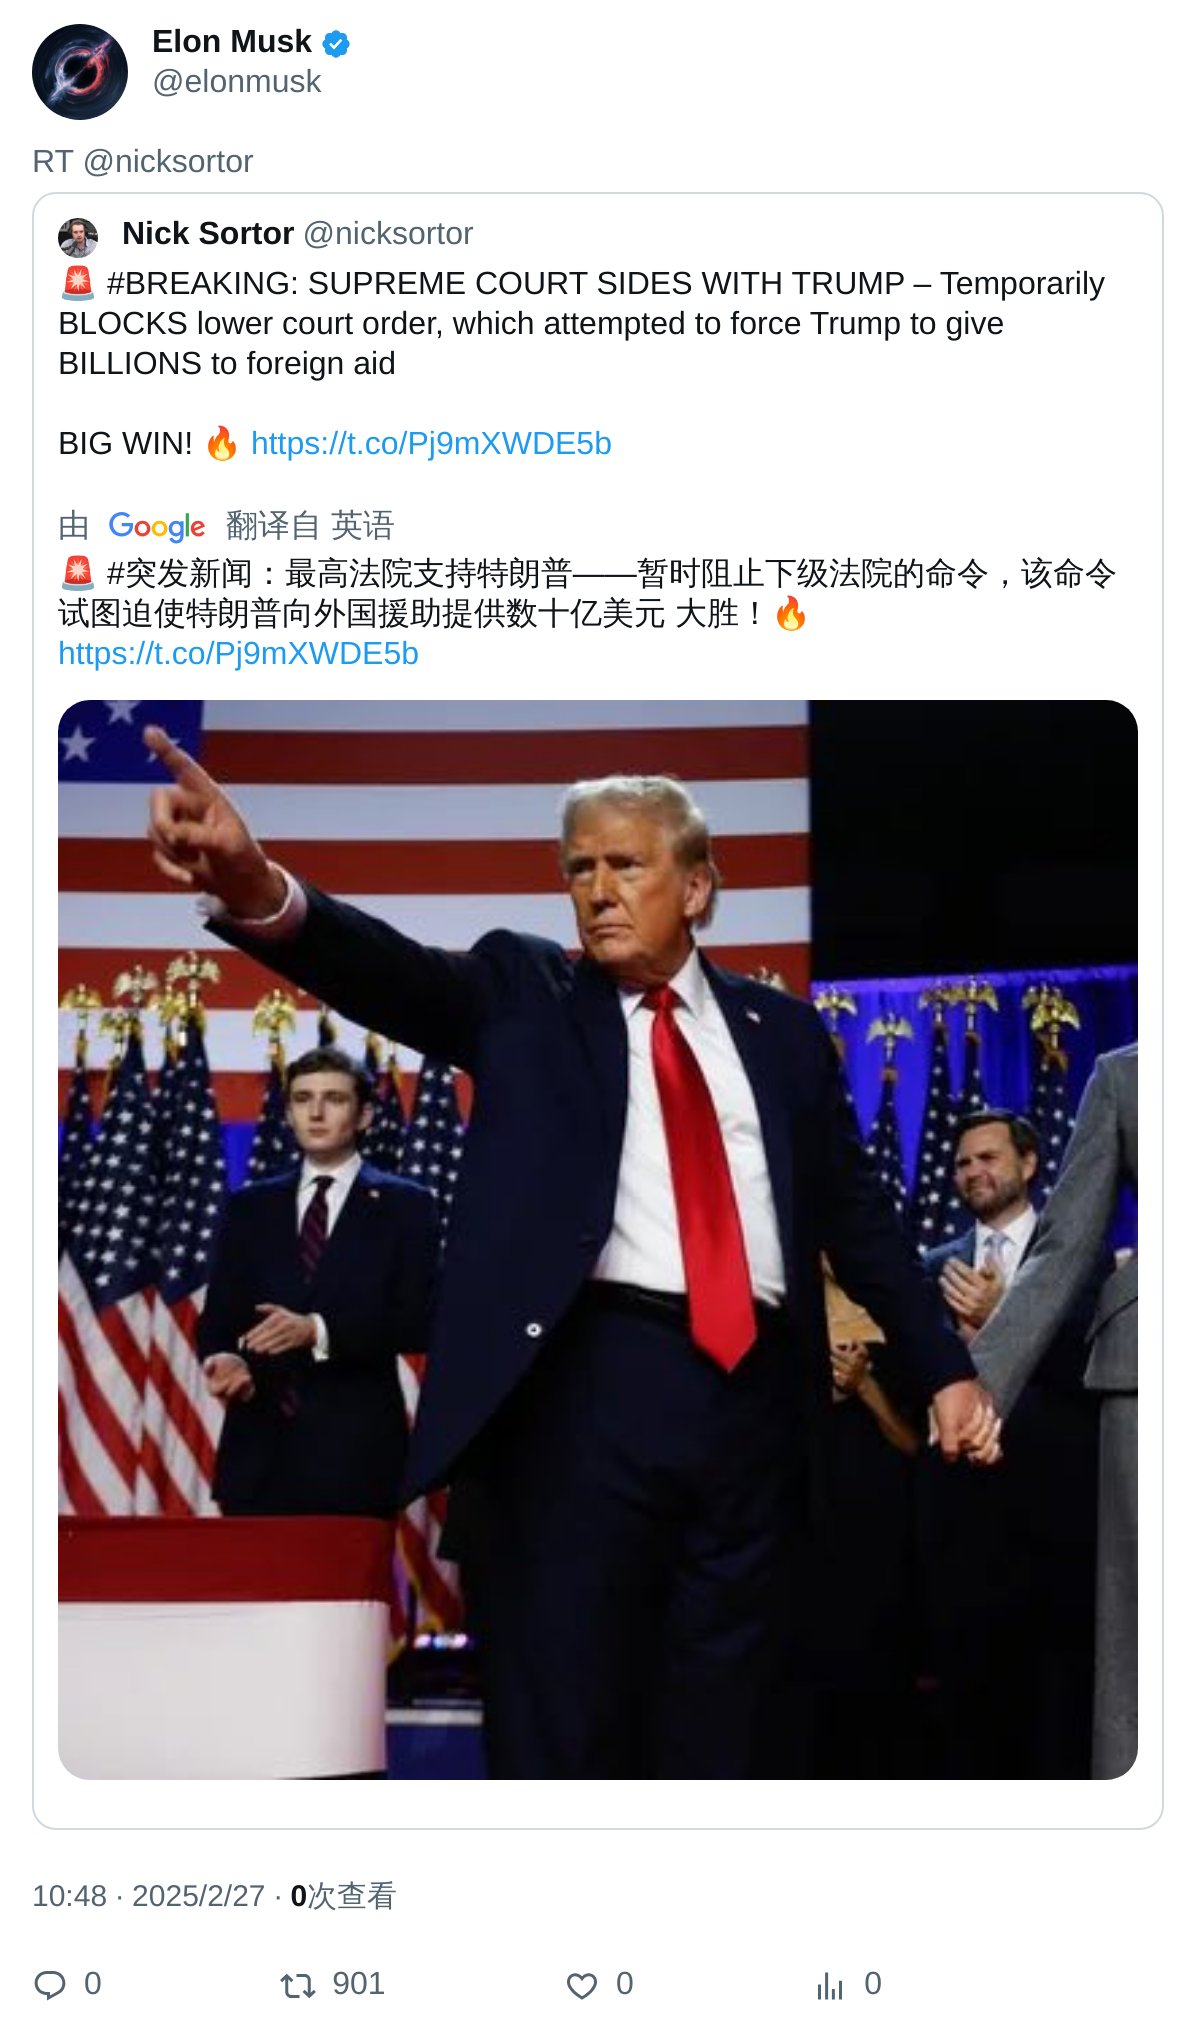 Elon Musk
@elonmusk
RT @nicksortor
Nick Sortor @nicksortor
🚨 #BREAKING: SUPREME COURT SIDES WITH TRUMP – Temporarily
BLOCKS lower court order, which attempted to force Trump to give
BILLIONS to foreign aid
BIG WIN! 🔥 https://t.co/Pj9mXWDE5b
由 Google 翻译自 英语
🚨 #突发新闻：最高法院支持特朗普——暂时阻止下级法院的命令，该命令
试图迫使特朗普向外国援助提供数十亿美元 大胜！🔥
https://t.co/Pj9mXWDE5b
10:48 · 2025/2/27 · 0次查看
0 901 0 0